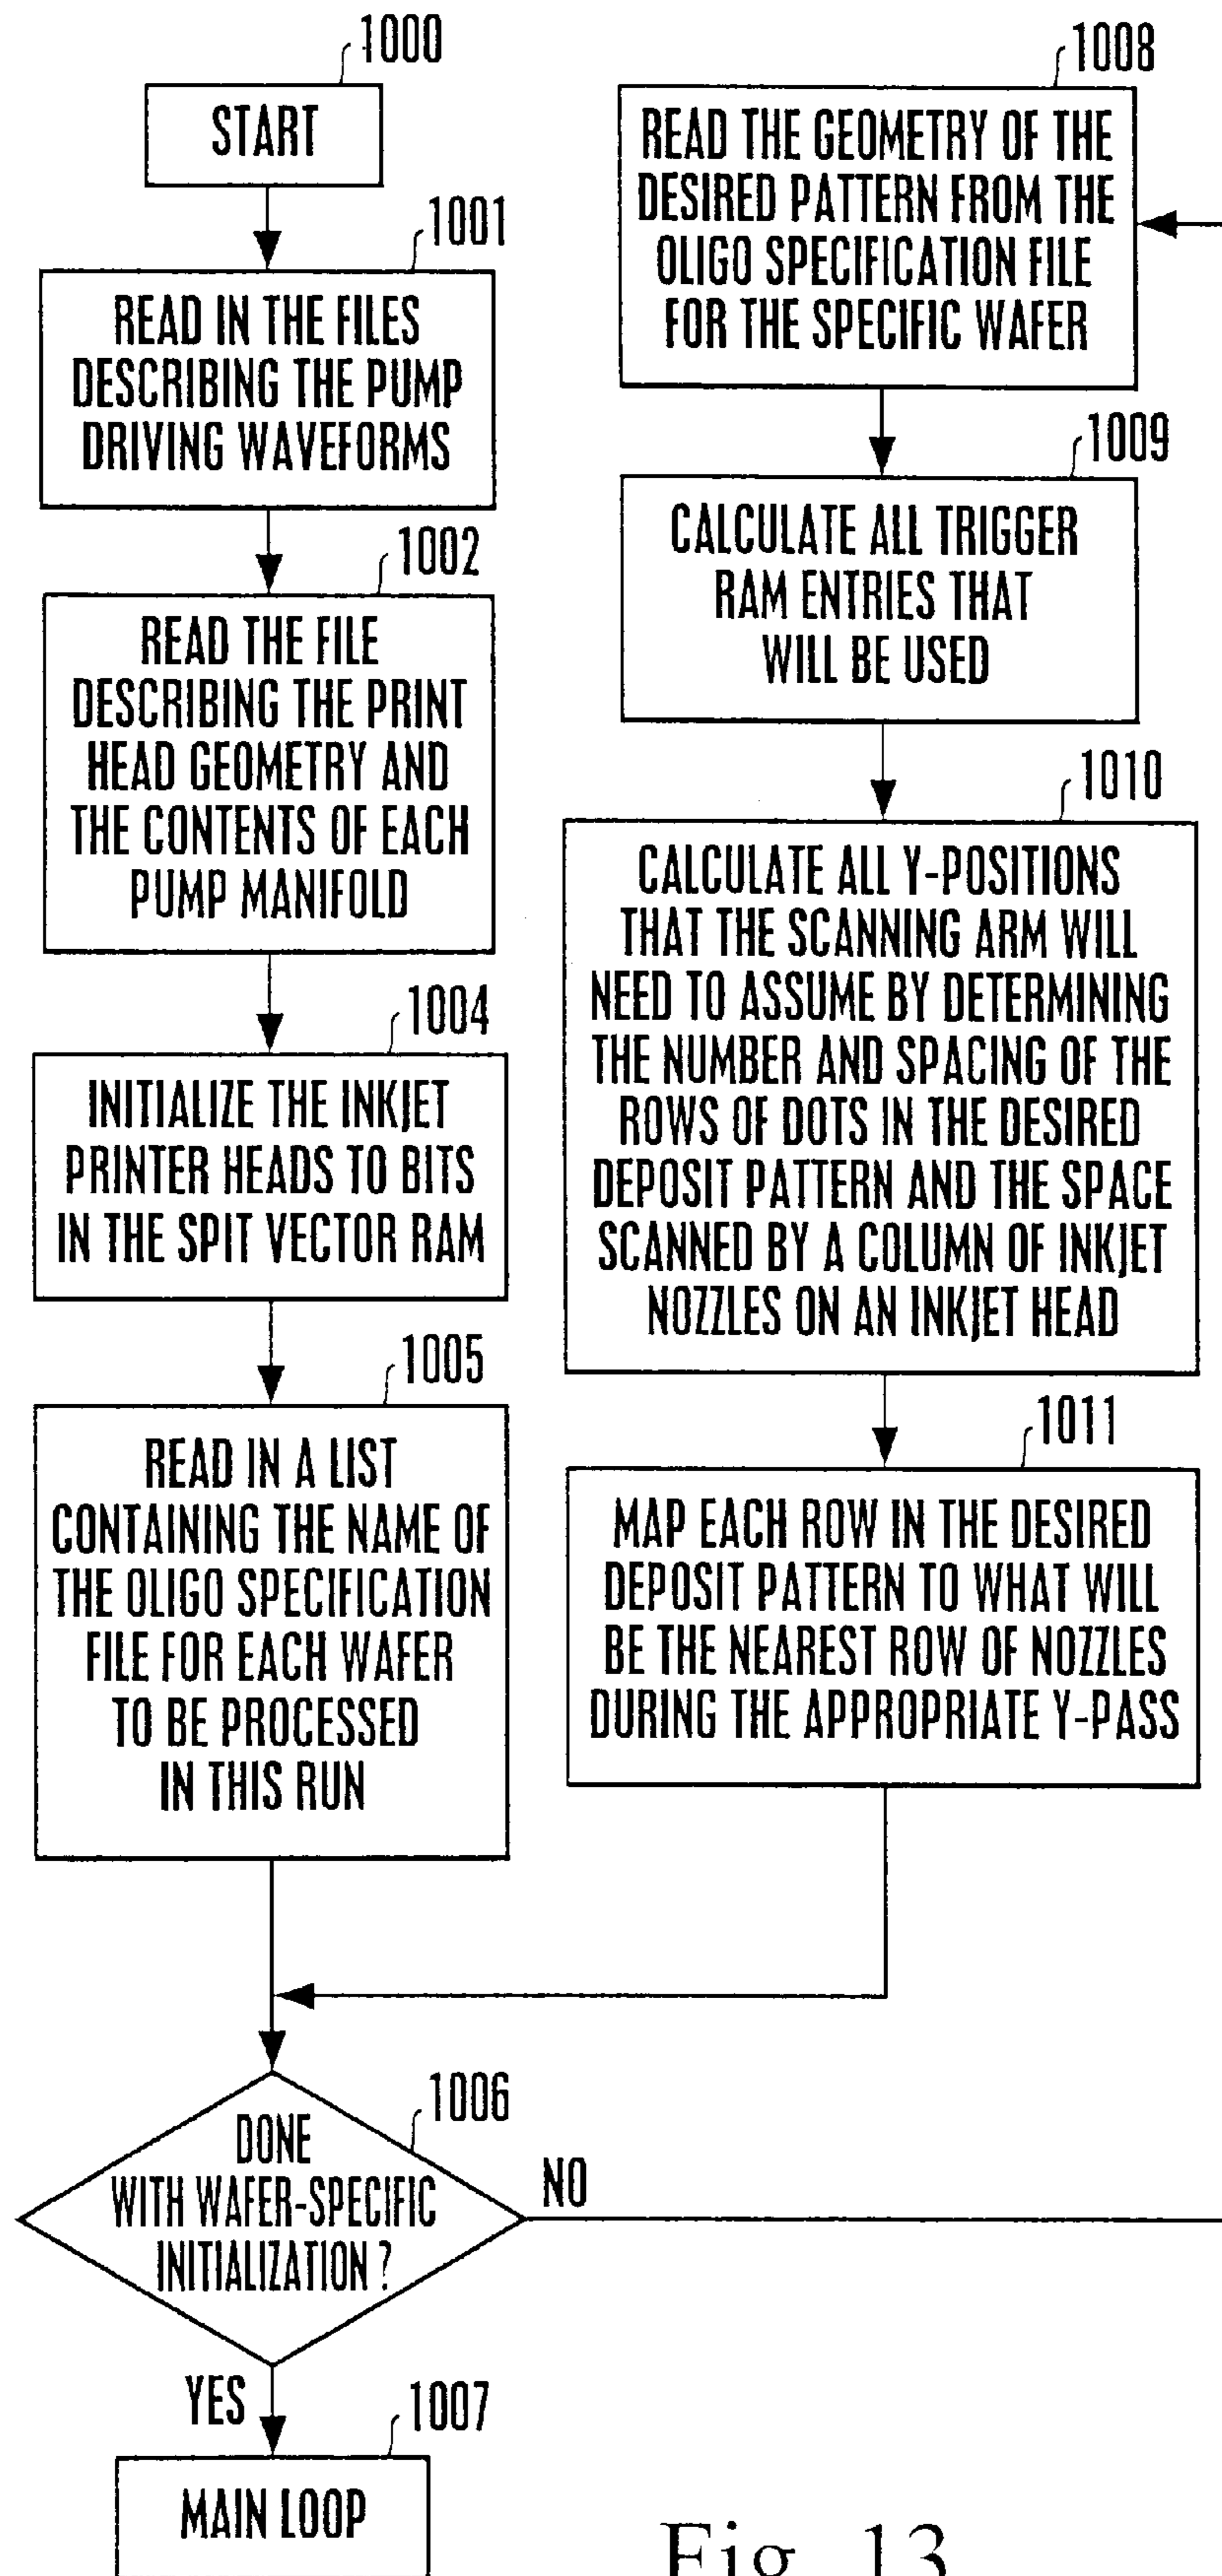 1000
START
1001
READ IN THE FILES
DESCRIBING THE PUMP
DRIVING WAVEFORMS
1002
READ THE FILE
DESCRIBING THE PRINT
HEAD GEOMETRY AND
THE CONTENTS OF EACH
PUMP MANIFOLD
1004
INITIALIZE THE INKJET
PRINTER HEADS TO BITS
IN THE SPIT VECTOR RAM
1005
READ IN A LIST
CONTAINING THE NAME OF
THE OLIGO SPECIFICATION
FILE FOR EACH WAFER
TO BE PROCESSED
IN THIS RUN
1006
DONE
WITH WAFER-SPECIFIC
INITIALIZATION?
NO
YES
1007
MAIN LOOP
1008
READ THE GEOMETRY OF THE
DESIRED PATTERN FROM THE
OLIGO SPECIFICATION FILE
FOR THE SPECIFIC WAFER
1009
CALCULATE ALL TRIGGER
RAM ENTRIES THAT
WILL BE USED
1010
CALCULATE ALL Y-POSITIONS
THAT THE SCANNING ARM WILL
NEED TO ASSUME BY DETERMINING
THE NUMBER AND SPACING OF THE
ROWS OF DOTS IN THE DESIRED
DEPOSIT PATTERN AND THE SPACE
SCANNED BY A COLUMN OF INKJET
NOZZLES ON AN INKJET HEAD
1011
MAP EACH ROW IN THE DESIRED
DEPOSIT PATTERN TO WHAT WILL
BE THE NEAREST ROW OF NOZZLES
DURING THE APPROPRIATE Y-PASS
Fig. 13